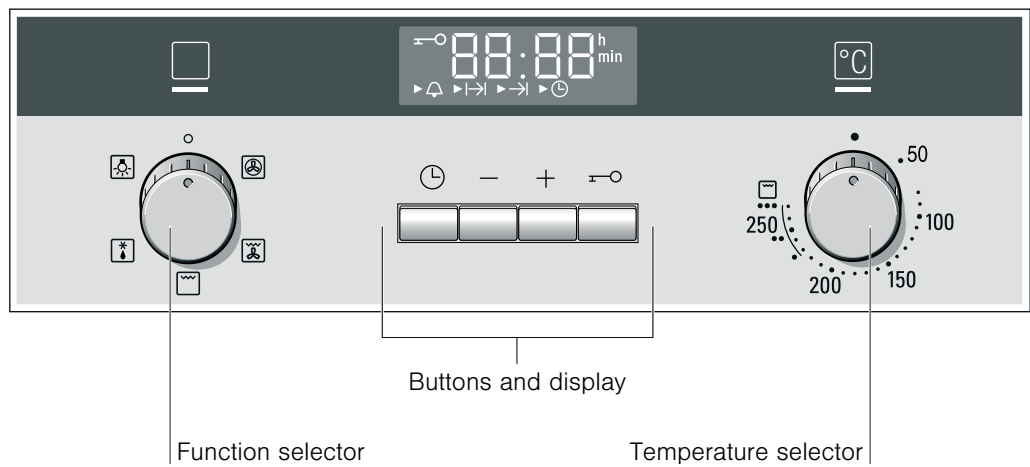 88:88 h
min
°C
50
100
150
200
250
− +
Buttons and display
Function selector
Temperature selector